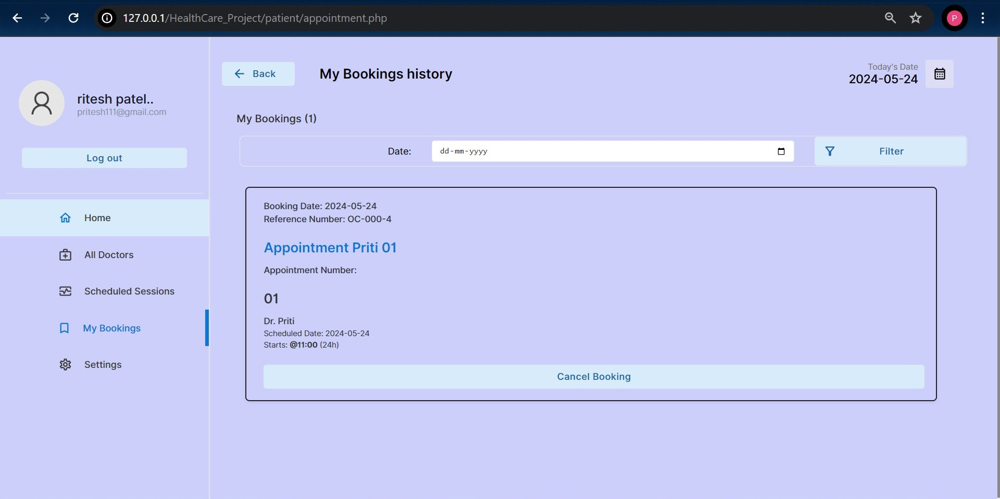 127.0.0.1/HealthCare_Project/patient/appointment.php
P
ritesh patel..
pritesh111@gmail.com
Log out
Home
All Doctors
Scheduled Sessions
My Bookings
Settings
Back
My Bookings history
Today's Date
2024-05-24
My Bookings (1)
Date:
dd-mm-yyyy
Filter
Booking Date: 2024-05-24
Reference Number: OC-000-4
Appointment Priti 01
Appointment Number:
01
Dr. Priti
Scheduled Date: 2024-05-24
Starts: @11:00 (24h)
Cancel Booking